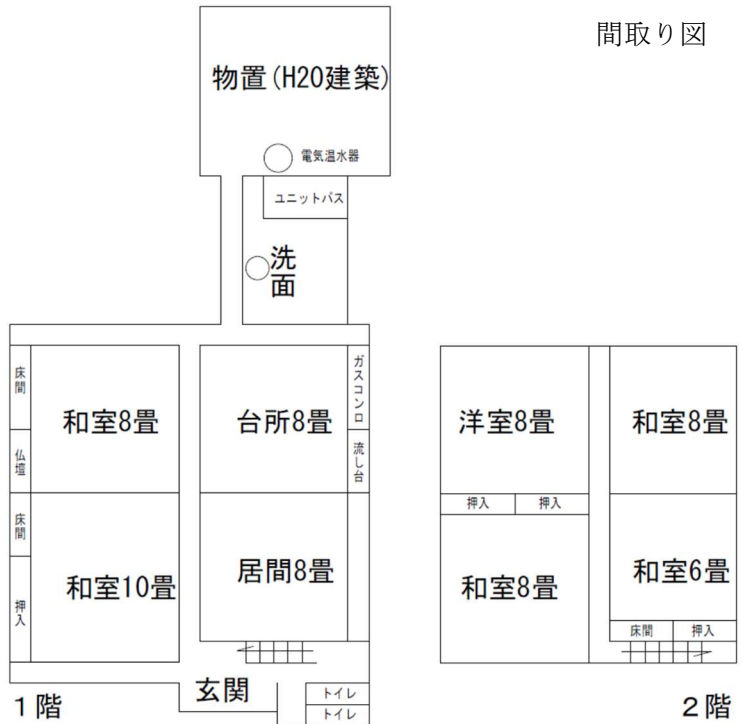 間取り図
物置(H20建築)
電気温水器
ユニットバス
洗面
床間
和室8畳
台所8畳
ガスコンロ
仏壇
流し台
床間
和室10畳
居間8畳
押入
玄関
トイレ
トイレ
1階
洋室8畳
和室8畳
押入
押入
和室8畳
和室6畳
床間
押入
2階